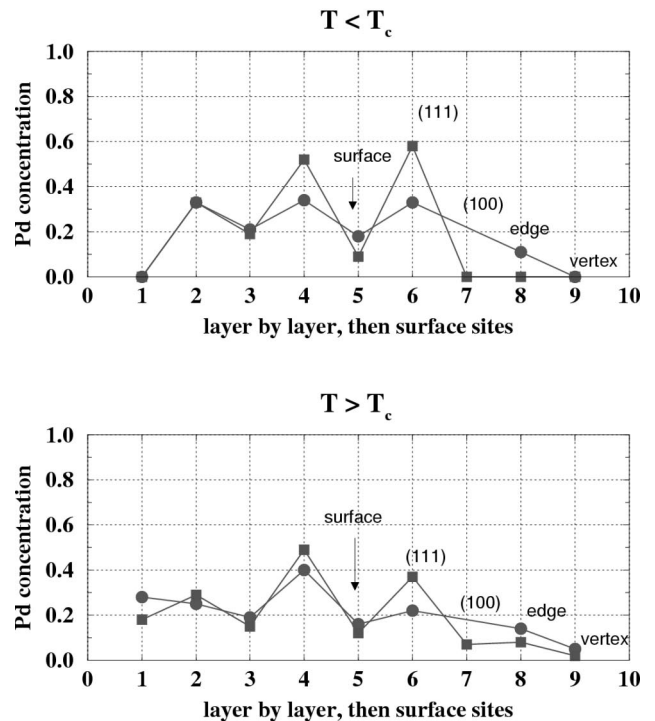 T < Tc
1.0
0.8
0.6
0.4
0.2
0.0
Pd concentration
(111)
surface
(100)
edge
vertex
0 1 2 3 4 5 6 7 8 9 10
layer by layer, then surface sites
T > Tc
1.0
0.8
0.6
0.4
0.2
0.0
Pd concentration
surface
(111)
(100)
edge
vertex
0 1 2 3 4 5 6 7 8 9 10
layer by layer, then surface sites